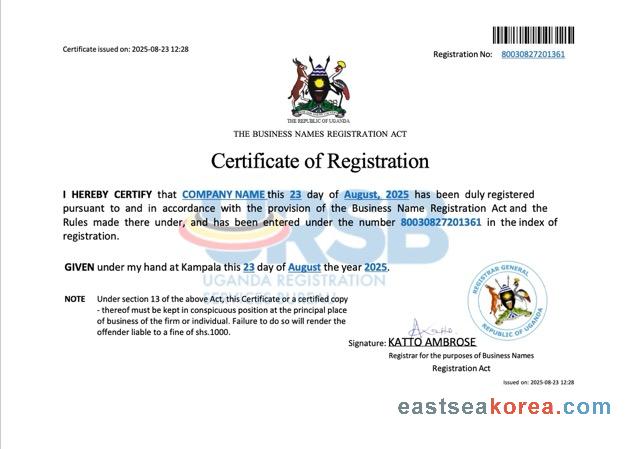 Certificate issued on: 2025-08-23 12:28
Registration No: 80030827201361
THE REPUBLIC OF UGANDA
THE BUSINESS NAMES REGISTRATION ACT
Certificate of Registration
I HEREBY CERTIFY that COMPANY NAME this 23 day of August, 2025 has been duly registered
pursuant to and in accordance with the provision of the Business Name Registration Act and the
Rules made there under, and has been entered under the number 80030827201361 in the index of
registration.
URSB
UGANDA REGISTRATION
SERVICES BUREAU
GIVEN under my hand at Kampala this 23 day of August the year 2025.
NOTE Under section 13 of the above Act, this Certificate or a certified copy
- thereof must be kept in conspicuous position at the principal place
of business of the firm or individual. Failure to do so will render the
offender liable to a fine of shs.1000.
REGISTRAR GENERAL
REPUBLIC OF UGANDA
Signature: KATTO AMBROSE
Registrar for the purposes of Business Names
Registration Act
Issued on: 2025-08-23 12:28
eastseakorea.com